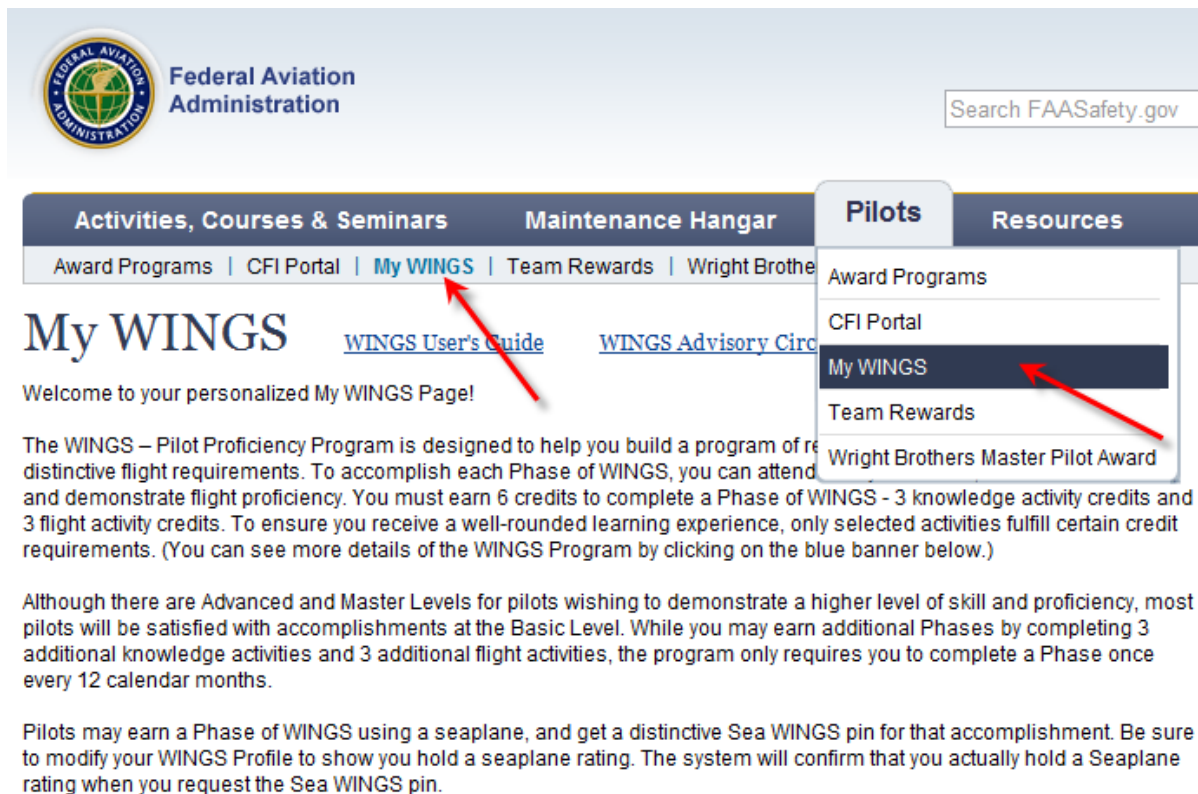 FEDERAL AVIATION
ADMINISTRATION
Federal Aviation
Administration
Search FAASafety.gov
Activities, Courses & Seminars Maintenance Hangar Pilots Resources
Award Programs | CFI Portal | My WINGS | Team Rewards | Wright Brothe
Award Programs
CFI Portal
My WINGS
Team Rewards
Wright Brothers Master Pilot Award
My WINGS WINGS User's Guide WINGS Advisory Circ
Welcome to your personalized My WINGS Page!
The WINGS – Pilot Proficiency Program is designed to help you build a program of re
distinctive flight requirements. To accomplish each Phase of WINGS, you can attend
and demonstrate flight proficiency. You must earn 6 credits to complete a Phase of WINGS - 3 knowledge activity credits and
3 flight activity credits. To ensure you receive a well-rounded learning experience, only selected activities fulfill certain credit
requirements. (You can see more details of the WINGS Program by clicking on the blue banner below.)
Although there are Advanced and Master Levels for pilots wishing to demonstrate a higher level of skill and proficiency, most
pilots will be satisfied with accomplishments at the Basic Level. While you may earn additional Phases by completing 3
additional knowledge activities and 3 additional flight activities, the program only requires you to complete a Phase once
every 12 calendar months.
Pilots may earn a Phase of WINGS using a seaplane, and get a distinctive Sea WINGS pin for that accomplishment. Be sure
to modify your WINGS Profile to show you hold a seaplane rating. The system will confirm that you actually hold a Seaplane
rating when you request the Sea WINGS pin.